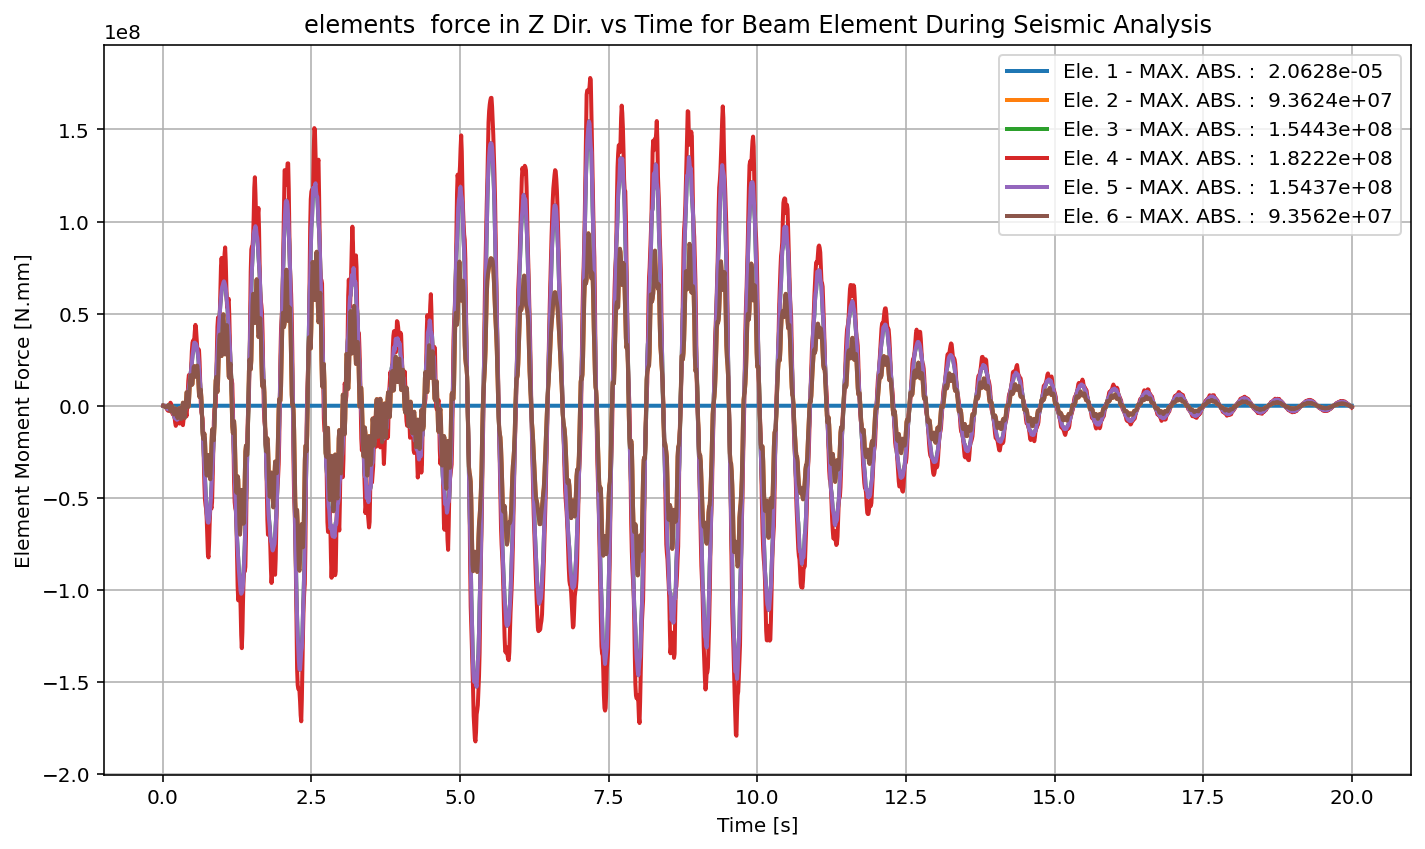 elements  force in Z Dir. vs Time for Beam Element During Seismic Analysis
1e8
Ele. 1 - MAX. ABS. :  2.0628e-05
Ele. 2 - MAX. ABS. :  9.3624e+07
Ele. 3 - MAX. ABS. :  1.5443e+08
Ele. 4 - MAX. ABS. :  1.8222e+08
Ele. 5 - MAX. ABS. :  1.5437e+08
Ele. 6 - MAX. ABS. :  9.3562e+07
Element Moment Force [N.mm]
1.5
1.0
0.5
0.0
−0.5
−1.0
−1.5
−2.0
0.0 2.5 5.0 7.5 10.0 12.5 15.0 17.5 20.0
Time [s]